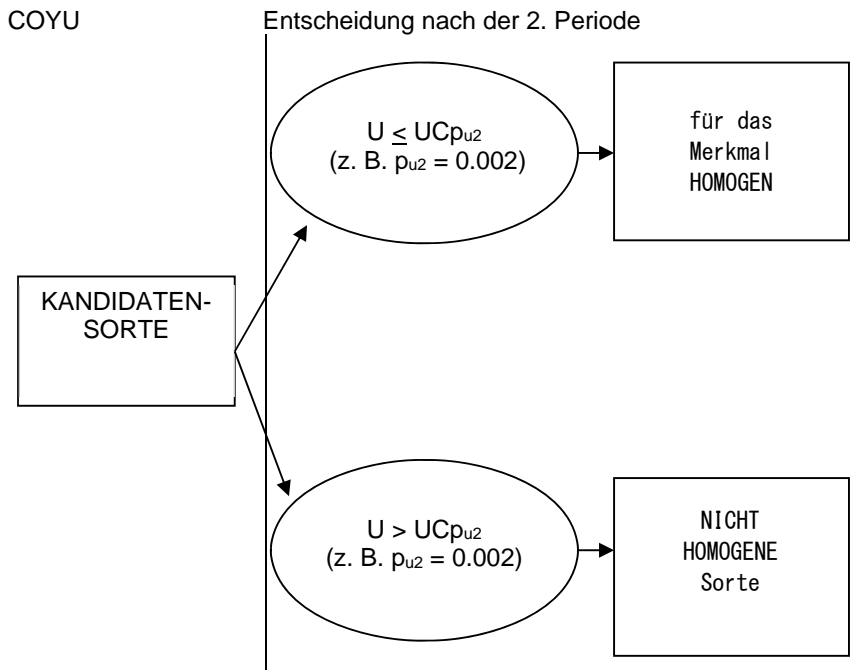 COYU Entscheidung nach der 2. Periode
U ≤ UCpu2
(z. B. pu2 = 0.002)
für das
Merkmal
HOMOGEN
KANDIDATEN-
SORTE
U > UCpu2
(z. B. pu2 = 0.002)
NICHT
HOMOGENE
Sorte